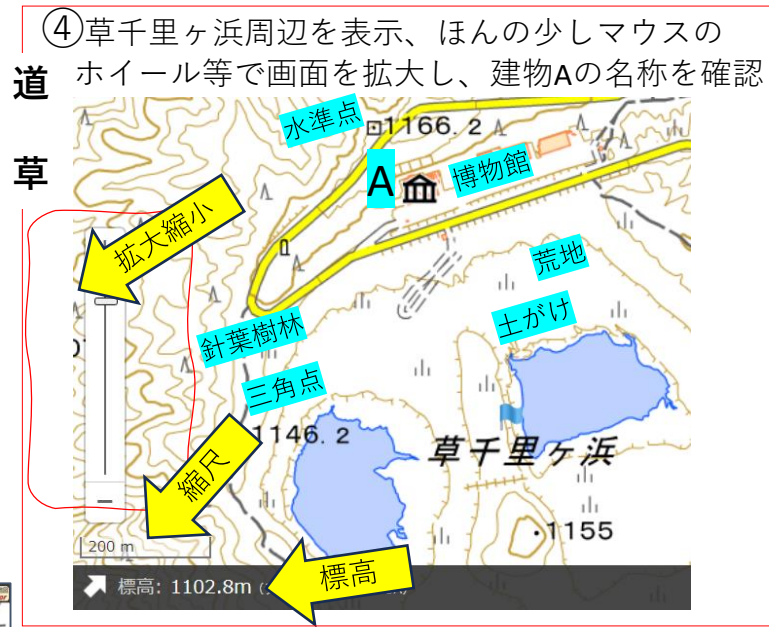 ④草千里ヶ浜周辺を表示、ほんの少しマウスの
ホイール等で画面を拡大し、建物Aの名称を確認
道
草
水準点
1166.2
A
博物館
拡大縮小
荒地
土がけ
針葉樹林
三角点
1146.2
草千里ヶ浜
縮尺
1155
200 m
標高: 1102.8m
標高